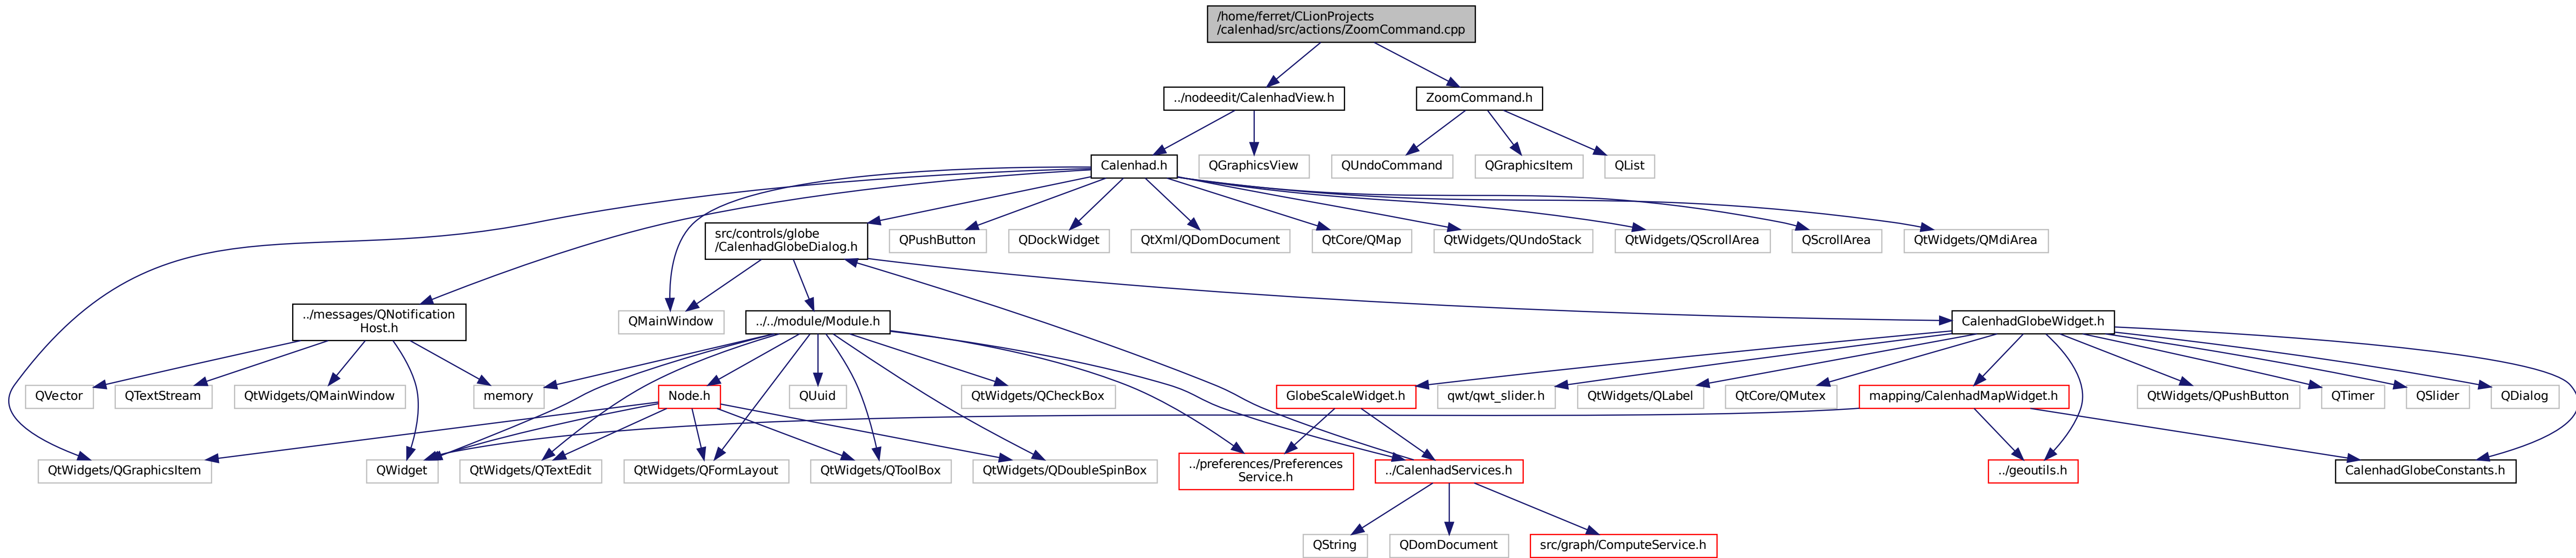 /home/ferret/CLionProjects
/calenhad/src/actions/ZoomCommand.cpp
../nodeedit/CalenhadView.h
ZoomCommand.h
Calenhad.h
QGraphicsView
QUndoCommand
QGraphicsItem
QList
src/controls/globe
/CalenhadGlobeDialog.h
QPushButton
QDockWidget
QtXml/QDomDocument
QtCore/QMap
QtWidgets/QUndoStack
QtWidgets/QScrollArea
QScrollArea
QtWidgets/QMdiArea
../messages/QNotification
Host.h
QMainWindow
../../module/Module.h
CalenhadGlobeWidget.h
QVector
QTextStream
QtWidgets/QMainWindow
memory
Node.h
QUuid
QtWidgets/QCheckBox
GlobeScaleWidget.h
qwt/qwt_slider.h
QtWidgets/QLabel
QtCore/QMutex
mapping/CalenhadMapWidget.h
QtWidgets/QPushButton
QTimer
QSlider
QDialog
QtWidgets/QGraphicsItem
QWidget
QtWidgets/QTextEdit
QtWidgets/QFormLayout
QtWidgets/QToolBox
QtWidgets/QDoubleSpinBox
../preferences/Preferences
Service.h
../CalenhadServices.h
../geoutils.h
CalenhadGlobeConstants.h
QString
QDomDocument
src/graph/ComputeService.h